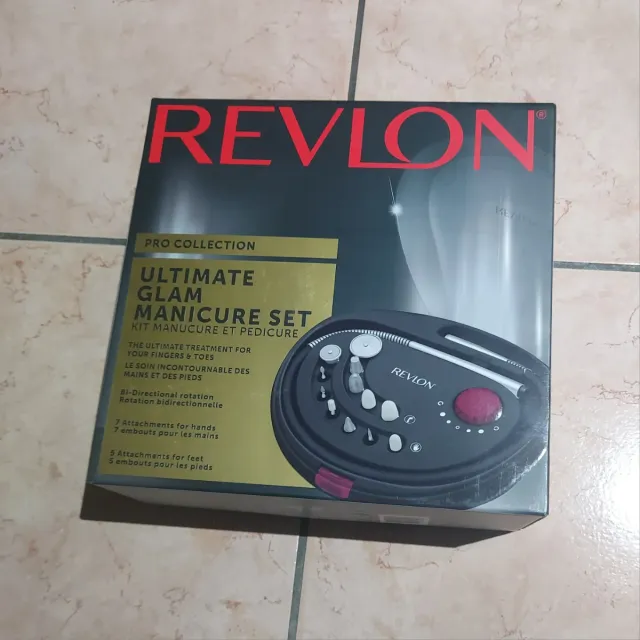 REVLON®
PRO COLLECTION
ULTIMATE
GLAM
MANICURE SET
KIT MANUCURE ET PEDICURE
THE ULTIMATE TREATMENT FOR
YOUR FINGERS & TOES
LE SOIN INCONTOURNABLE DES
MAINS ET DES PIEDS
Bi-Directional rotation
Rotation bidirectionnelle
7 Attachments for hands
7 embouts pour les mains
5 Attachments for feet
5 embouts pour les pieds
REVLON
REVLON